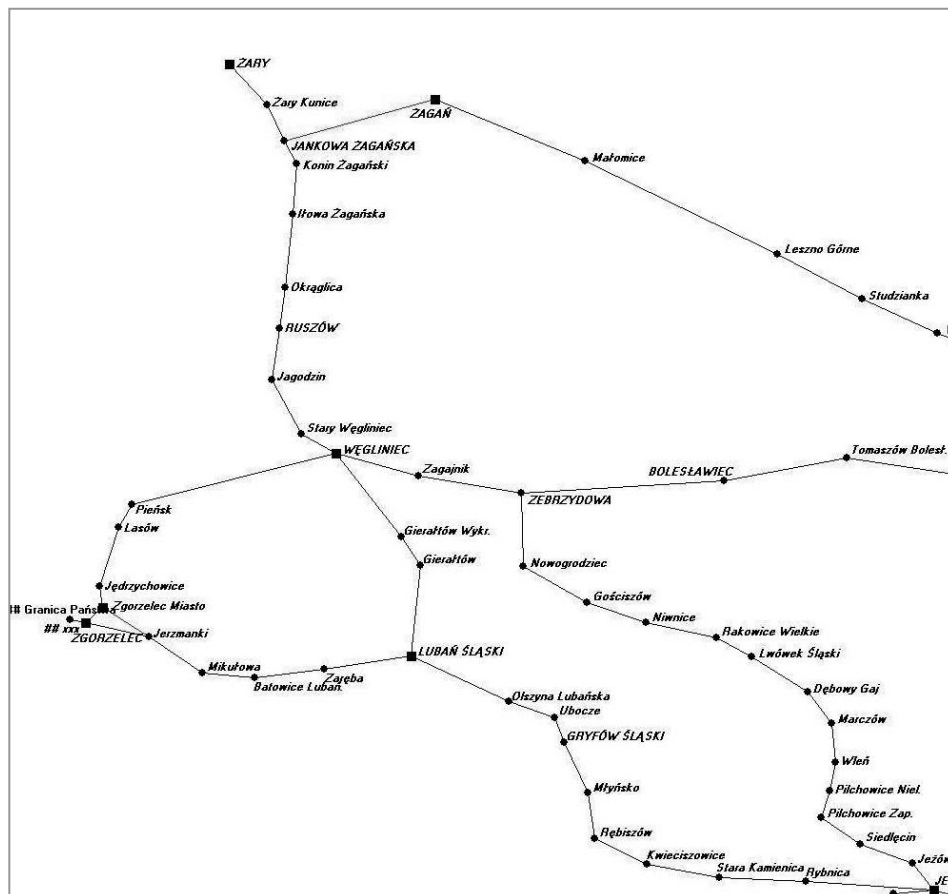 ŻARY
Żary Kunice
ŻAGAŃ
JANKOWA ŻAGAŃSKA
Małomice
Konin Żagański
Iłowa Żagańska
Leszno Górne
Okrąglica
Studzianka
RUSZÓW
Jagodzin
Stary Węgliniec
WĘGLINIEC
Tomaszów Bolesł.
Zagajnik
BOLESŁAWIEC
ZEBRZYDOWA
Pieńsk
Lasów
Gierałtów Wykr.
Gierałtów
Nowogrodziec
Jędrzychowice
Gościszów
Zgorzelec Miasto
## Granica
Niwnice
## xxx
ZGORZELEC
Jerzmanki
Rakowice Wielkie
LUBAŃ ŚLĄSKI
Lwówek Śląski
Mikułowa
Zaręba
Batowice Lubań.
Dębowy Gaj
Olszyna Lubańska
Ubocze
Marczów
GRYFÓW ŚLĄSKI
Wleń
Młyńsko
Pilchowice Niel.
Pilchowice Zap.
Rębiszów
Siedlęcin
Kwieciszowice
Jeżów
Stara Kamienica
Rybnica
JE